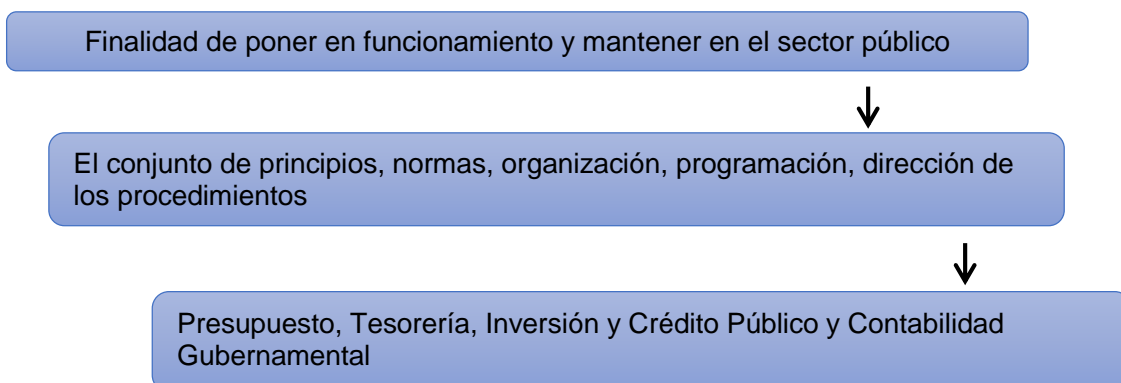 Finalidad de poner en funcionamiento y mantener en el sector público
El conjunto de principios, normas, organización, programación, dirección de
los procedimientos
Presupuesto, Tesorería, Inversión y Crédito Público y Contabilidad
Gubernamental